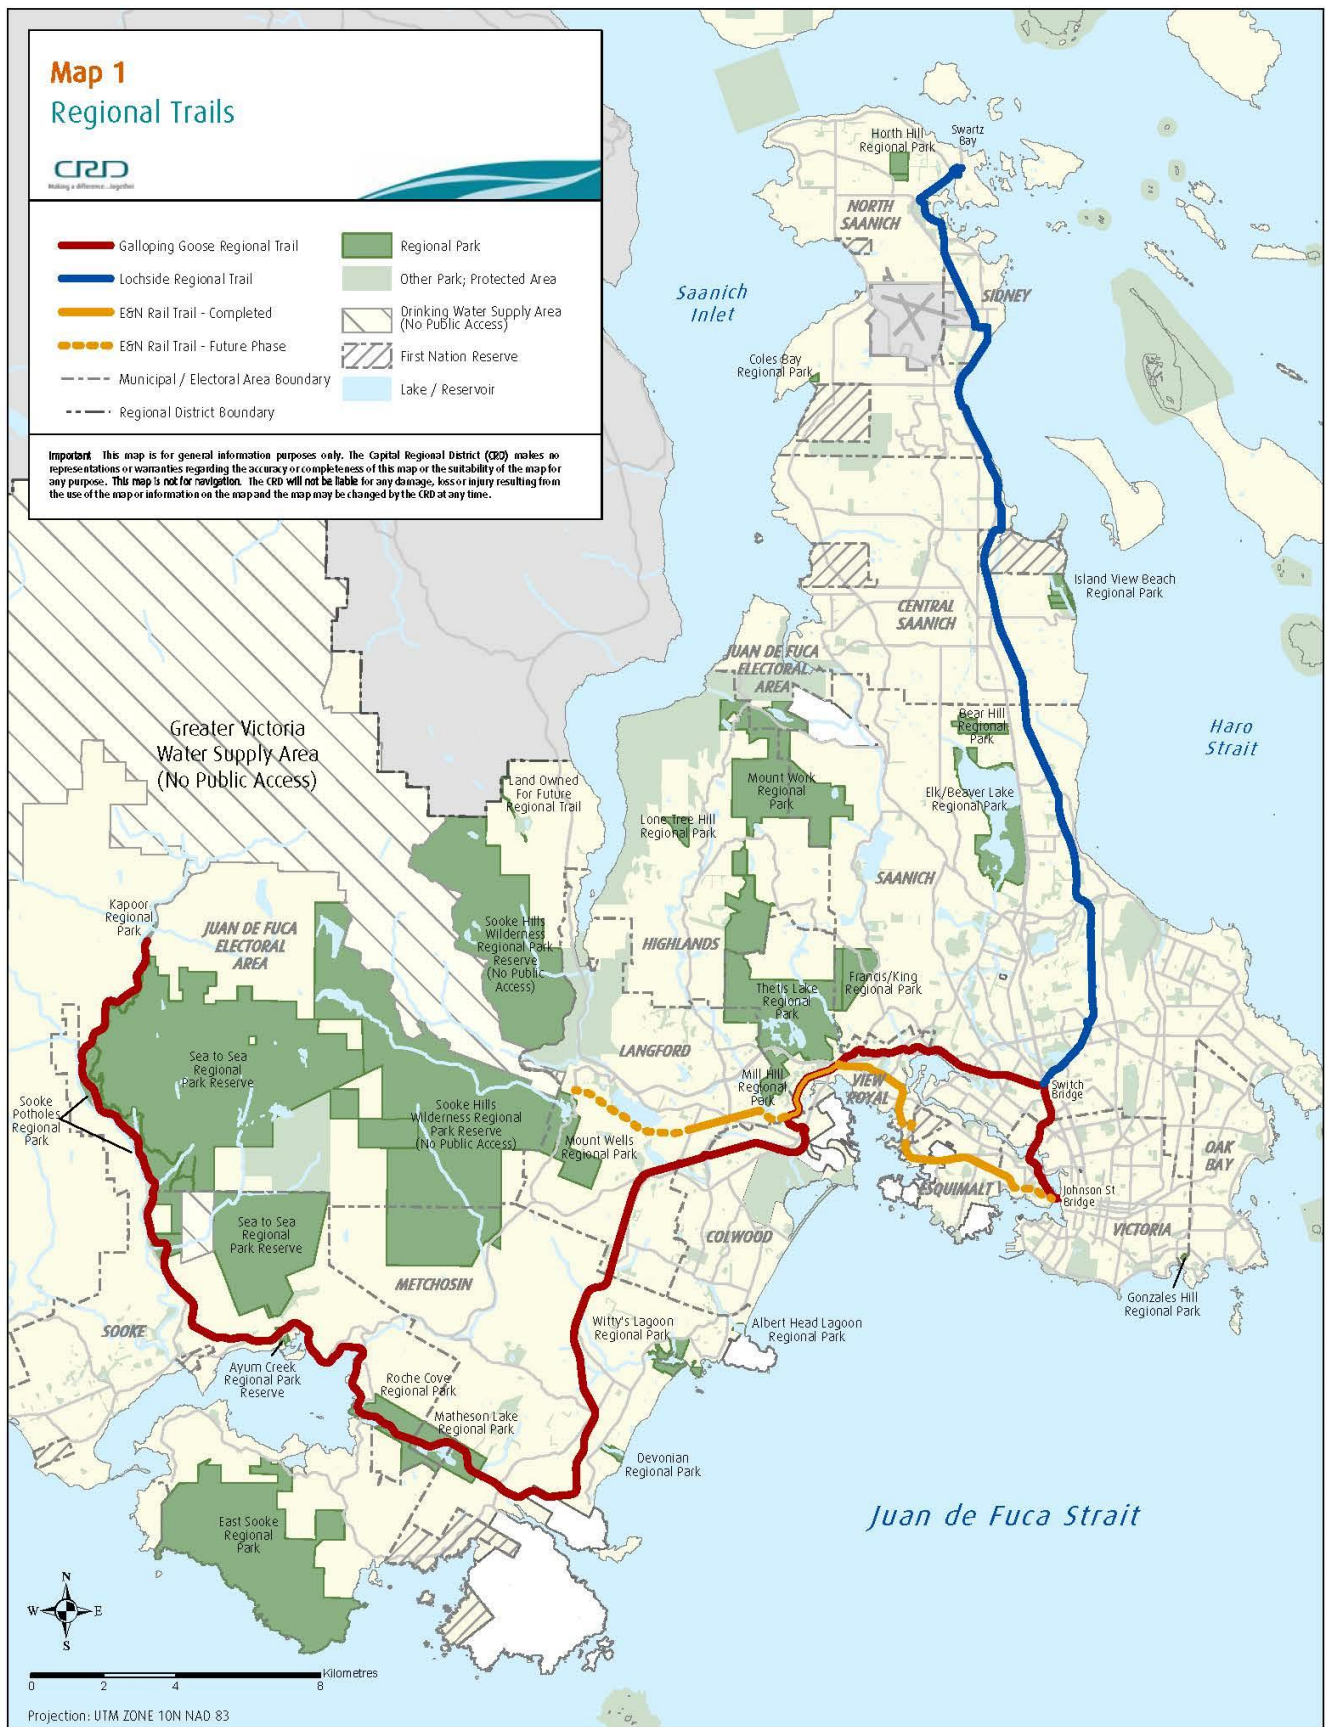 Map 1
Regional Trails
CRD
Making a difference...together
Galloping Goose Regional Trail
Lochside Regional Trail
E&N Rail Trail - Completed
E&N Rail Trail - Future Phase
Municipal / Electoral Area Boundary
Regional District Boundary
Regional Park
Other Park; Protected Area
Drinking Water Supply Area
(No Public Access)
First Nation Reserve
Lake / Reservoir
Important This map is for general information purposes only. The Capital Regional District (CRD) makes no
representations or warranties regarding the accuracy or completeness of this map or the suitability of the map for
any purpose. This map is not for navigation. The CRD will not be liable for any damage, loss or injury resulting from
the use of the map or information on the map and the map may be changed by the CRD at any time.
Horth Hill
Regional Park
Swartz
Bay
NORTH
SAANICH
Saanich
Inlet
SIDNEY
Coles Bay
Regional Park
Island View Beach
Regional Park
CENTRAL
SAANICH
JUAN DE FUCA
ELECTORAL
AREA
Greater Victoria
Water Supply Area
(No Public Access)
Bear Hill
Regional
Park
Haro
Strait
Land Owned
For Future
Regional Trail
Mount Work
Regional
Park
Elk/Beaver Lake
Regional Park
Lone Tree Hill
Regional Park
SAANICH
Kapoor
Regional
Park
JUAN DE FUCA
ELECTORAL
AREA
Sooke Hills
Wilderness
Regional Park
Reserve
(No Public
Access)
HIGHLANDS
Francis/King
Regional Park
Thetis Lake
Regional
Park
LANGFORD
Sea to Sea
Regional
Park Reserve
Mill Hill
Regional
Park
VIEW
ROYAL
Switch
Bridge
Sooke
Potholes
Regional
Park
Sooke Hills
Wilderness Regional
Park Reserve
(No Public Access)
Mount Wells
Regional Park
OAK
BAY
ESQUIMALT
Johnson St
Bridge
Sea to Sea
Regional
Park Reserve
COLWOOD
VICTORIA
METCHOSIN
Gonzales Hill
Regional Park
SOOKE
Witty's Lagoon
Regional Park
Albert Head Lagoon
Regional Park
Ayum Creek
Regional Park
Reserve
Roche Cove
Regional Park
Matheson Lake
Regional Park
Devonian
Regional Park
Juan de Fuca Strait
East Sooke
Regional
Park
N
W E
S
Kilometres
0 2 4 8
Projection: UTM ZONE 10N NAD 83